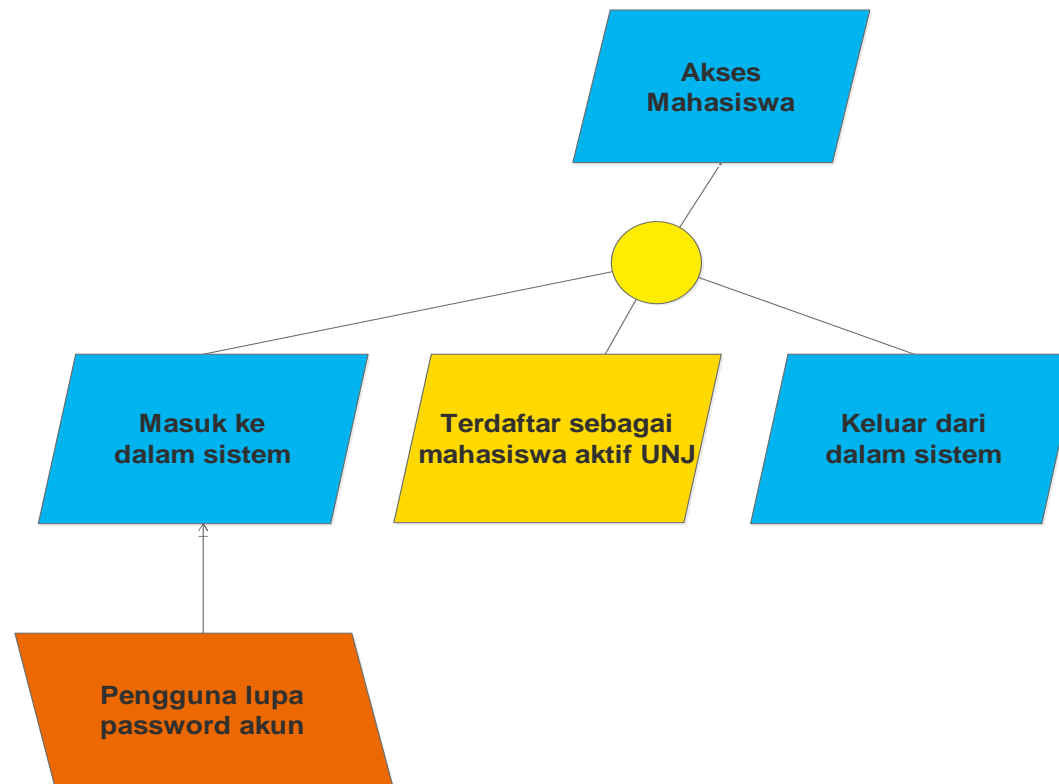 Akses
Mahasiswa
Masuk ke
dalam sistem
Terdaftar sebagai
mahasiswa aktif UNJ
Keluar dari
dalam sistem
Pengguna lupa
password akun